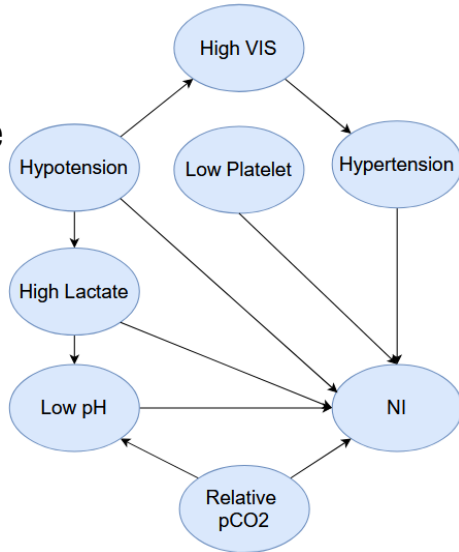 High VIS
e
Hypotension
Low Platelet
Hypertension
High Lactate
Low pH
NI
Relative
pCO2